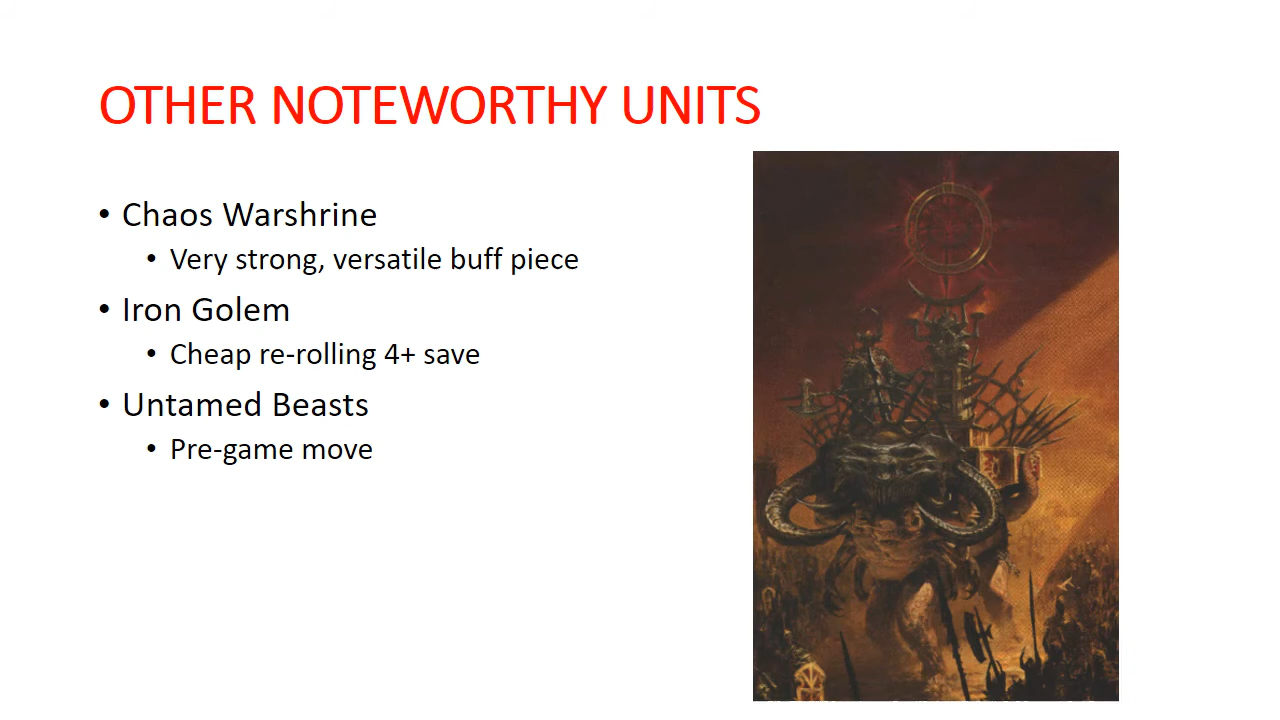 OTHER NOTEWORTHY UNITS
• Chaos Warshrine
• Very strong, versatile buff piece
• Iron Golem
• Cheap re-rolling 4+ save
• Untamed Beasts
• Pre-game move